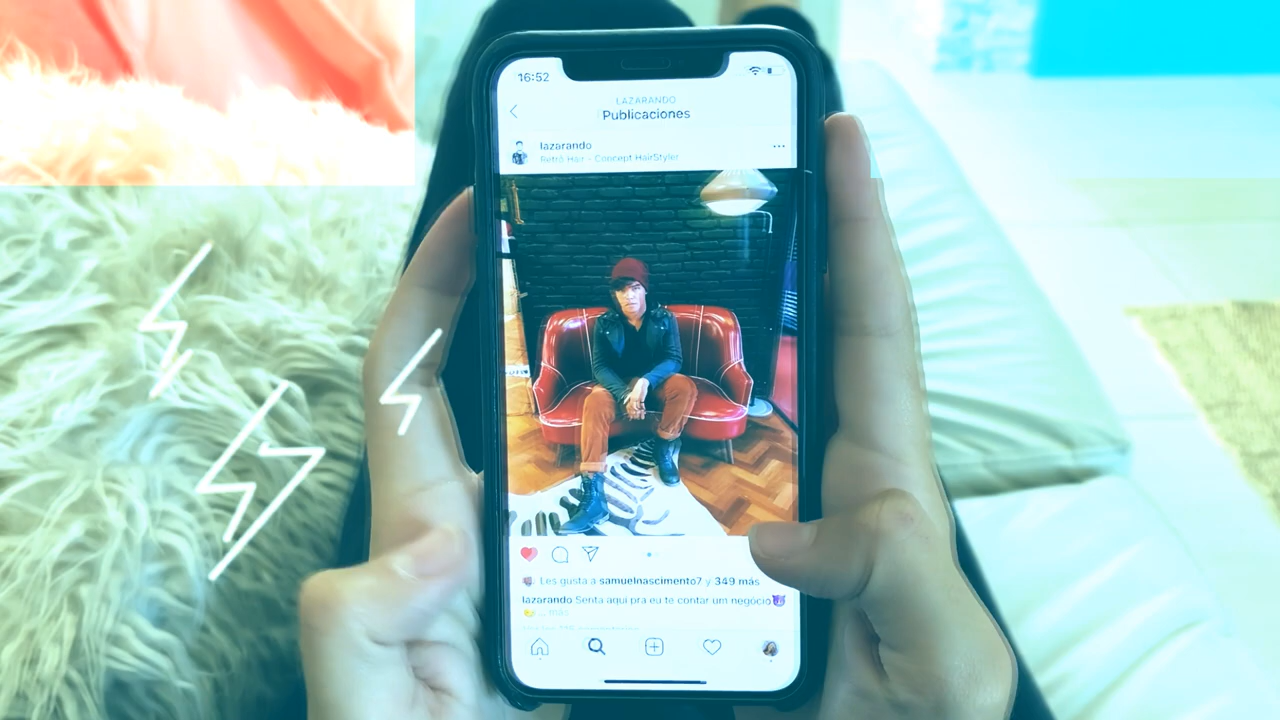 16:52
LAZARANDO
Publicaciones
lazarando
Retrô Hair - Concept HairStyler
Les gusta a samuelnascimento7 y 349 más
lazarando Senta aqui pra eu te contar um negócio
... más